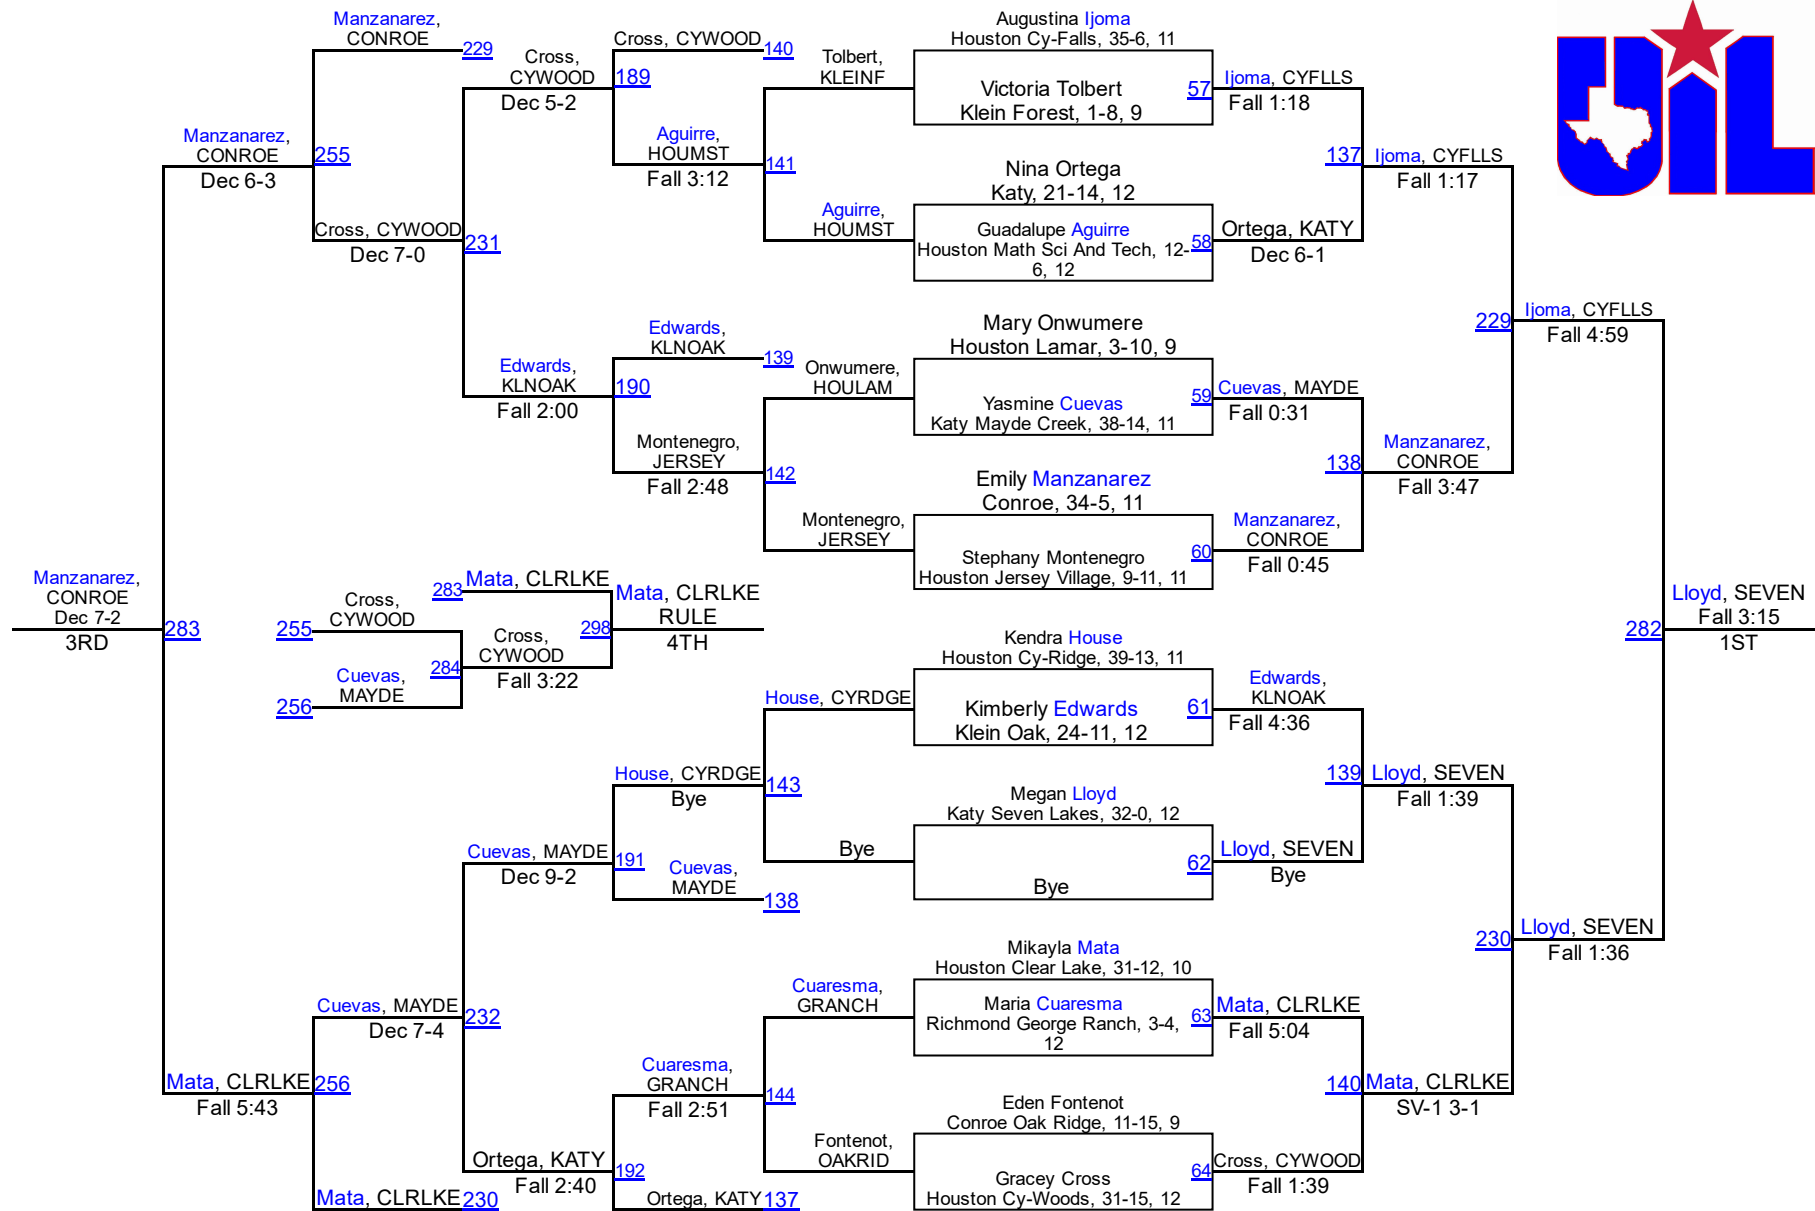 Manzanarez,
CONROE
229
Cross,
CYWOOD
Dec 5-2
Cross, CYWOOD
140
189
Aguirre,
HOUMST
Fall 3:12
141
Tolbert,
KLEINF
Aguirre,
HOUMST
Augustina Ijoma
Houston Cy-Falls, 35-6, 11
Victoria Tolbert
Klein Forest, 1-8, 9
57
Ijoma, CYFLLS
Fall 1:18
Nina Ortega
Katy, 21-14, 12
Guadalupe Aguirre
Houston Math Sci And Tech, 12-
6, 12
58
Ortega, KATY
Dec 6-1
137
Ijoma, CYFLLS
Fall 1:17
UIL
Manzanarez,
CONROE
Dec 6-3
255
Cross, CYWOOD
Dec 7-0
231
Edwards,
KLNOAK
Fall 2:00
Edwards,
KLNOAK
139
190
Montenegro,
JERSEY
Fall 2:48
142
Onwumere,
HOULAM
Montenegro,
JERSEY
Mary Onwumere
Houston Lamar, 3-10, 9
Yasmine Cuevas
Katy Mayde Creek, 38-14, 11
59
Cuevas, MAYDE
Fall 0:31
Emily Manzanarez
Conroe, 34-5, 11
Stephany Montenegro
Houston Jersey Village, 9-11, 11
60
Manzanarez,
CONROE
Fall 0:45
138
Manzanarez,
CONROE
Fall 3:47
229
Ijoma, CYFLLS
Fall 4:59
Manzanarez,
CONROE
Dec 7-2
3RD
283
255
Cross,
CYWOOD
Cuevas,
MAYDE
256
283
Mata, CLRLKE
284
Cross,
CYWOOD
Fall 3:22
298
Mata, CLRLKE
RULE
4TH
282
Lloyd, SEVEN
Fall 3:15
1ST
Kendra House
Houston Cy-Ridge, 39-13, 11
Kimberly Edwards
Klein Oak, 24-11, 12
61
Edwards,
KLNOAK
Fall 4:36
House, CYRDGE
House, CYRDGE
Bye
143
Bye
Megan Lloyd
Katy Seven Lakes, 32-0, 12
Bye
62
Lloyd, SEVEN
Bye
139
Lloyd, SEVEN
Fall 1:39
Cuevas, MAYDE
Dec 9-2
191
Cuevas,
MAYDE
138
230
Lloyd, SEVEN
Fall 1:36
Cuevas, MAYDE
Dec 7-4
232
Cuaresma,
GRANCH
Mikayla Mata
Houston Clear Lake, 31-12, 10
Maria Cuaresma
Richmond George Ranch, 3-4,
12
63
Mata, CLRLKE
Fall 5:04
Mata, CLRLKE
Fall 5:43
256
Cuaresma,
GRANCH
Fall 2:51
144
Fontenot,
OAKRID
Eden Fontenot
Conroe Oak Ridge, 11-15, 9
Gracey Cross
Houston Cy-Woods, 31-15, 12
64
Cross, CYWOOD
Fall 1:39
140
Mata, CLRLKE
SV-1 3-1
Ortega, KATY
Fall 2:40
192
Ortega, KATY
137
Mata, CLRLKE
230